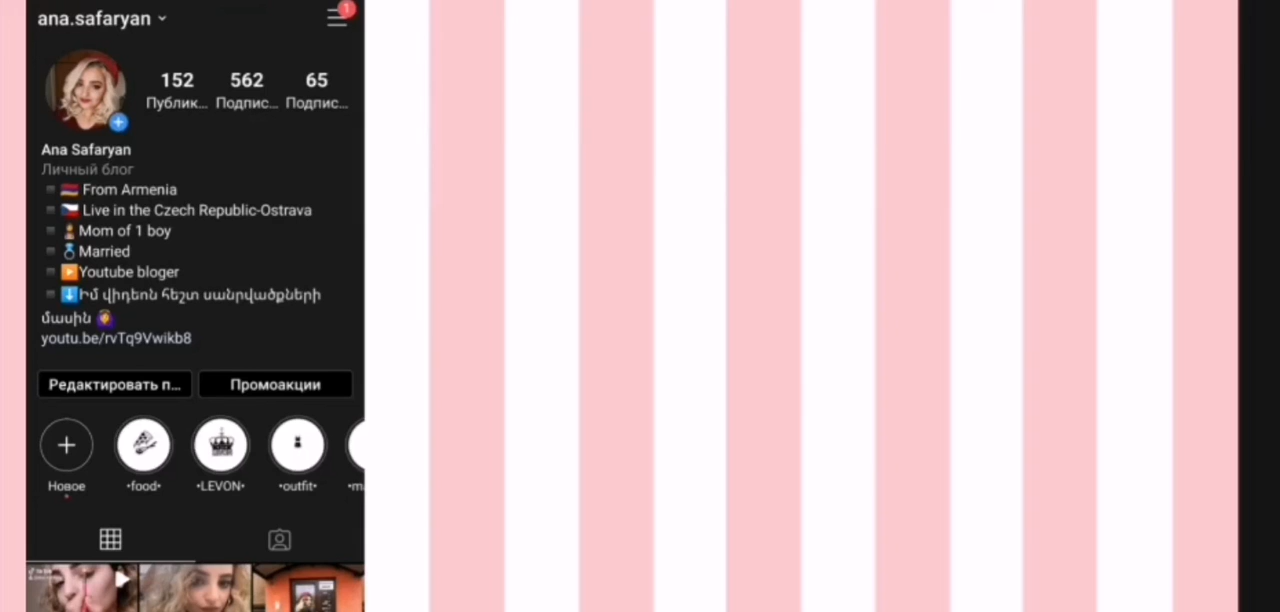 ana.safaryan
1
152 562 65
Публик... Подпис... Подпис...
Ana Safaryan
Личный блог
🇦🇲 From Armenia
🇨🇿 Live in the Czech Republic-Ostrava
Mom of 1 boy
💍Married
▶️Youtube bloger
⬇️Իմ վիդեոն հեշտ սանրվածքների
մասին
youtu.be/rvTq9Vwikb8
Редактировать п... Промоакции
Новое •food• •LEVON• •outfit• •m